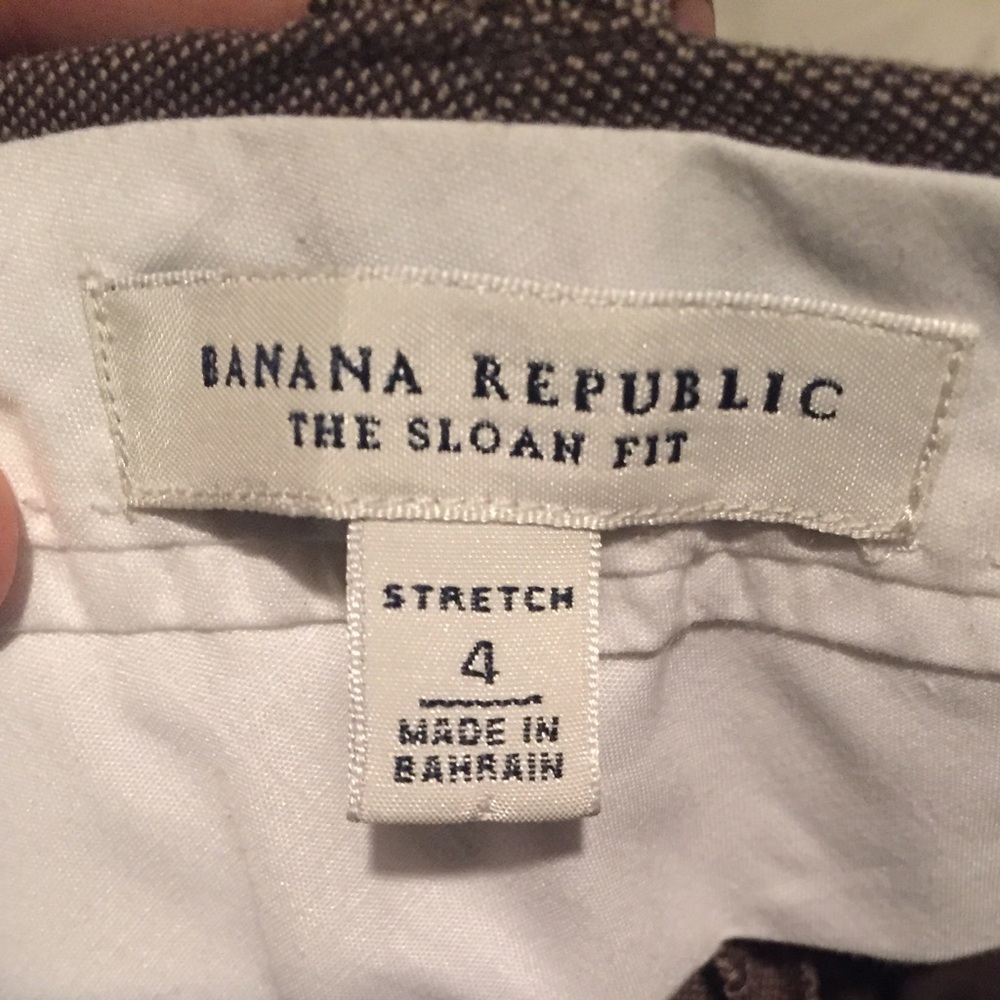 BANANA REPUBLIC
THE SLOAN FIT
STRETCH
4
MADE IN
BAHRAIN